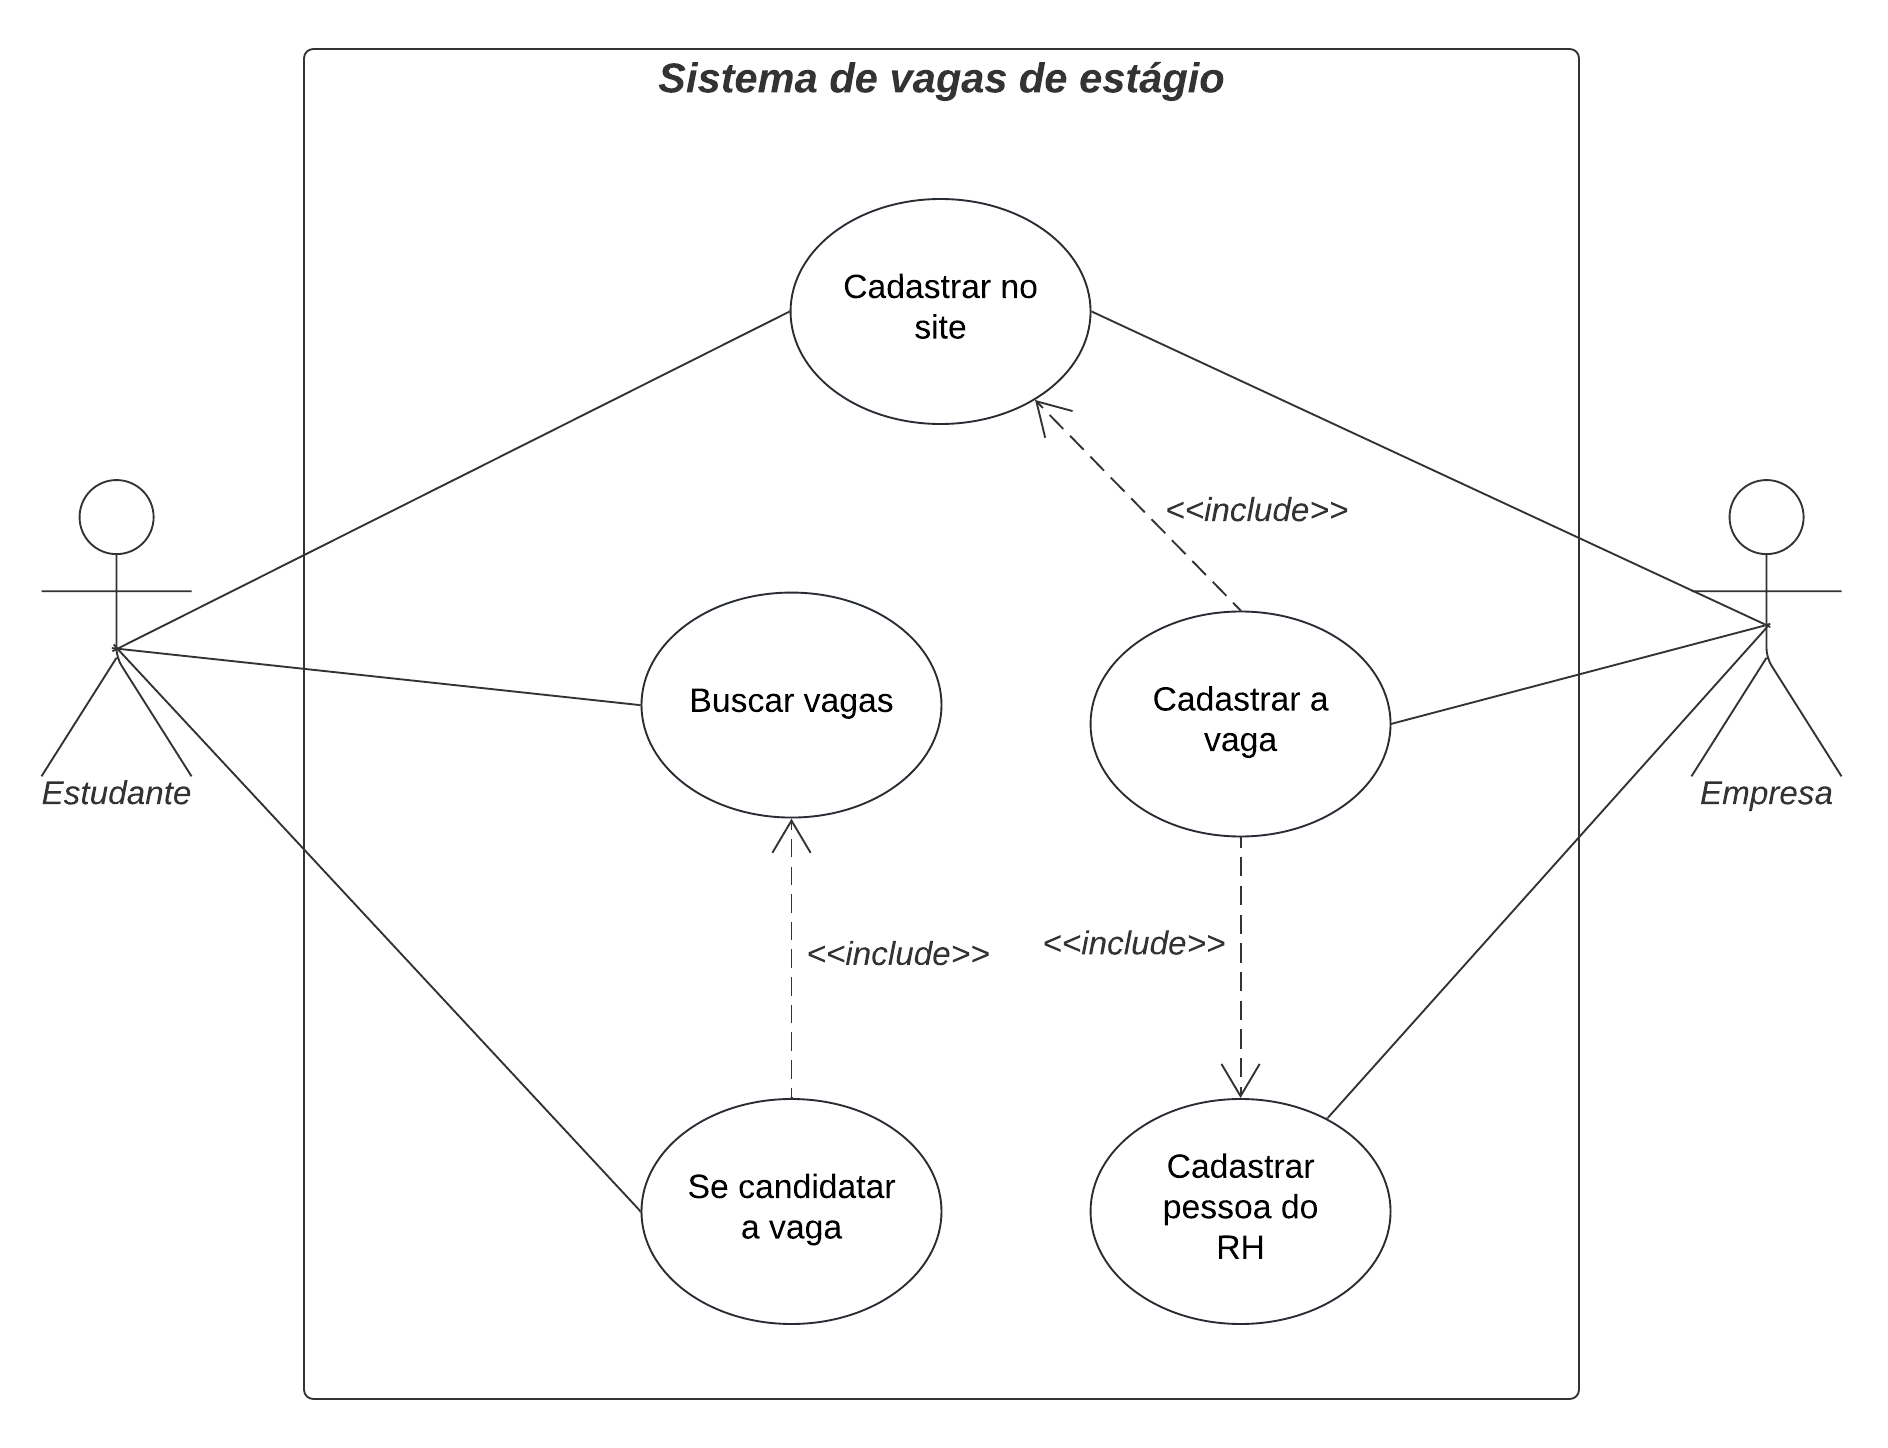 Sistema de vagas de estágio
Cadastrar no
site
<<include>>
Buscar vagas
Cadastrar a
vaga
Estudante
Empresa
<<include>>
<<include>>
Se candidatar
a vaga
Cadastrar
pessoa do
RH